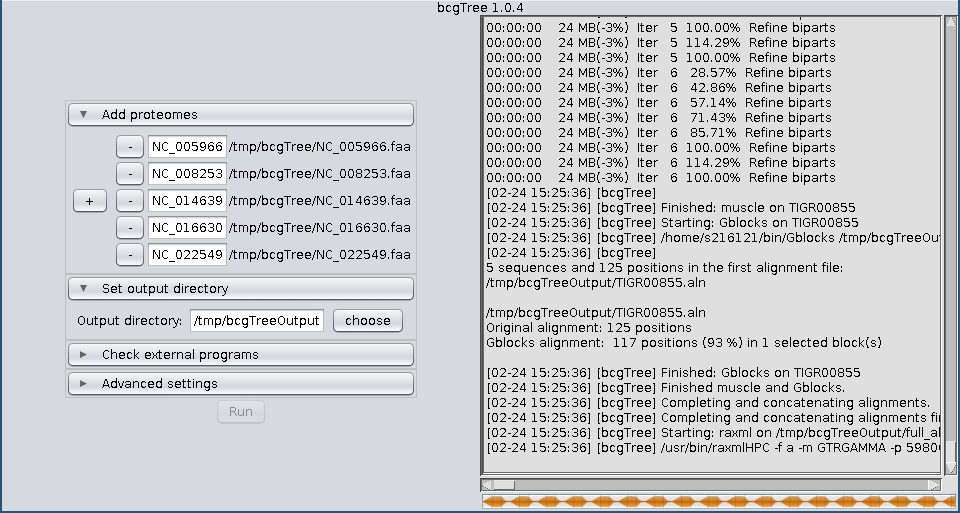 bcgTree 1.0.4
Add proteomes
- NC_005966 /tmp/bcgTree/NC_005966.faa
- NC_008253 /tmp/bcgTree/NC_008253.faa
+ - NC_014639 /tmp/bcgTree/NC_014639.faa
- NC_016630 /tmp/bcgTree/NC_016630.faa
- NC_022549 /tmp/bcgTree/NC_022549.faa
Set output directory
Output directory: /tmp/bcgTreeOutput choose
Check external programs
Advanced settings
Run
00:00:00 24 MB(-3%) Iter 5 100.00% Refine biparts
00:00:00 24 MB(-3%) Iter 5 114.29% Refine biparts
00:00:00 24 MB(-3%) Iter 5 100.00% Refine biparts
00:00:00 24 MB(-3%) Iter 6 28.57% Refine biparts
00:00:00 24 MB(-3%) Iter 6 42.86% Refine biparts
00:00:00 24 MB(-3%) Iter 6 57.14% Refine biparts
00:00:00 24 MB(-3%) Iter 6 71.43% Refine biparts
00:00:00 24 MB(-3%) Iter 6 85.71% Refine biparts
00:00:00 24 MB(-3%) Iter 6 100.00% Refine biparts
00:00:00 24 MB(-3%) Iter 6 114.29% Refine biparts
00:00:00 24 MB(-3%) Iter 6 100.00% Refine biparts
[02-24 15:25:36] [bcgTree]
[02-24 15:25:36] [bcgTree] Finished: muscle on TIGR00855
[02-24 15:25:36] [bcgTree] Starting: Gblocks on TIGR00855
[02-24 15:25:36] [bcgTree] /home/s216121/bin/Gblocks /tmp/bcgTreeOut
[02-24 15:25:36] [bcgTree]
5 sequences and 125 positions in the first alignment file:
/tmp/bcgTreeOutput/TIGR00855.aln
/tmp/bcgTreeOutput/TIGR00855.aln
Original alignment: 125 positions
Gblocks alignment: 117 positions (93 %) in 1 selected block(s)
[02-24 15:25:36] [bcgTree] Finished: Gblocks on TIGR00855
[02-24 15:25:36] [bcgTree] Finished muscle and Gblocks.
[02-24 15:25:36] [bcgTree] Completing and concatenating alignments.
[02-24 15:25:36] [bcgTree] Completing and concatenating alignments fi
[02-24 15:25:36] [bcgTree] Starting: raxml on /tmp/bcgTreeOutput/full_al
[02-24 15:25:36] [bcgTree] /usr/bin/raxmlHPC -f a -m GTRGAMMA -p 5980